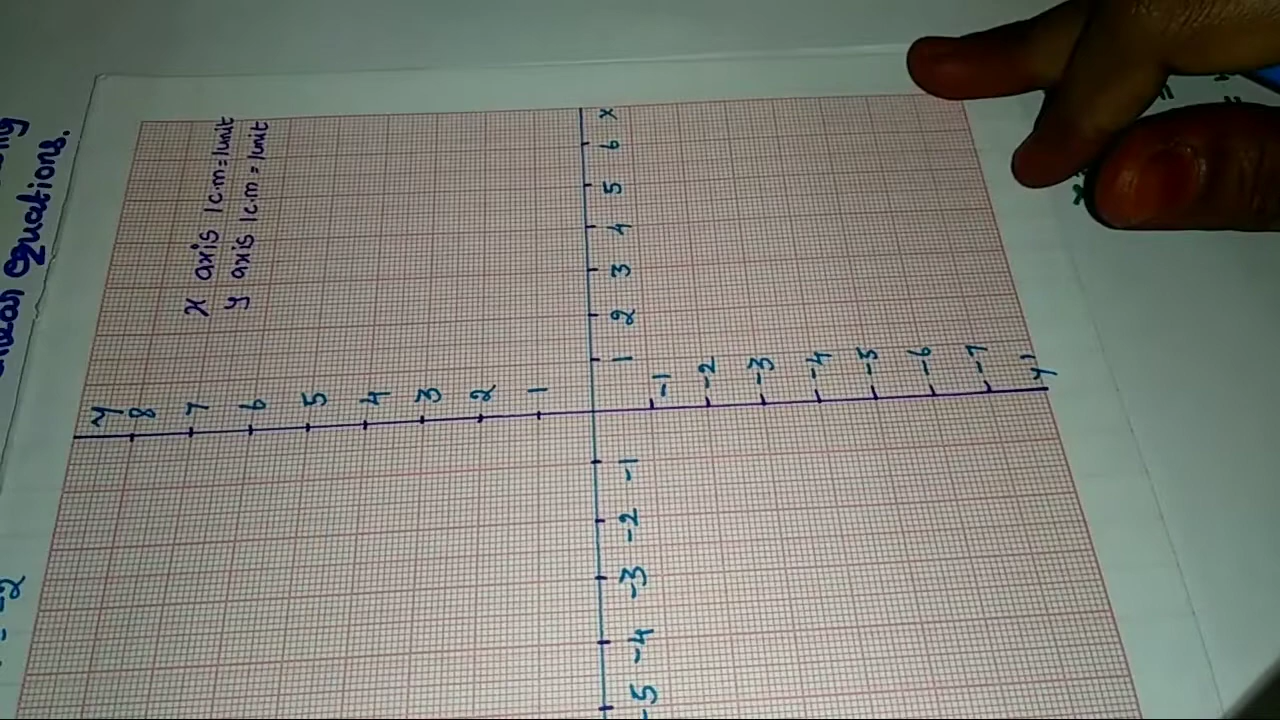 equations.
= -2
x axis 1c.m = 1unit
y axis 1c.m = 1unit
y 8 7 6 5 4 3 2 1
-1 -2 -3 -4 -5 -6 -7 y'
x 6 5 4 3 2 1
-1 -2 -3 -4 -5